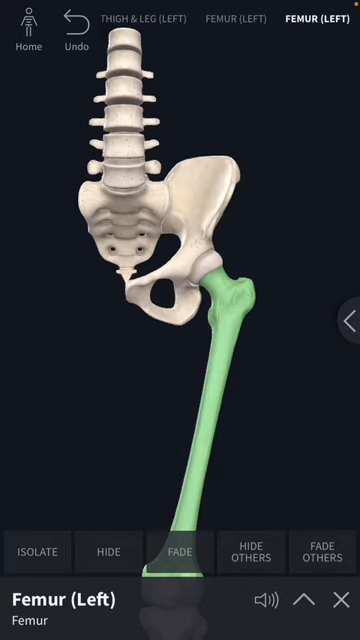 THIGH & LEG (LEFT) FEMUR (LEFT) FEMUR (LEFT)
Home Undo
ISOLATE HIDE FADE HIDE OTHERS FADE OTHERS
Femur (Left)
Femur